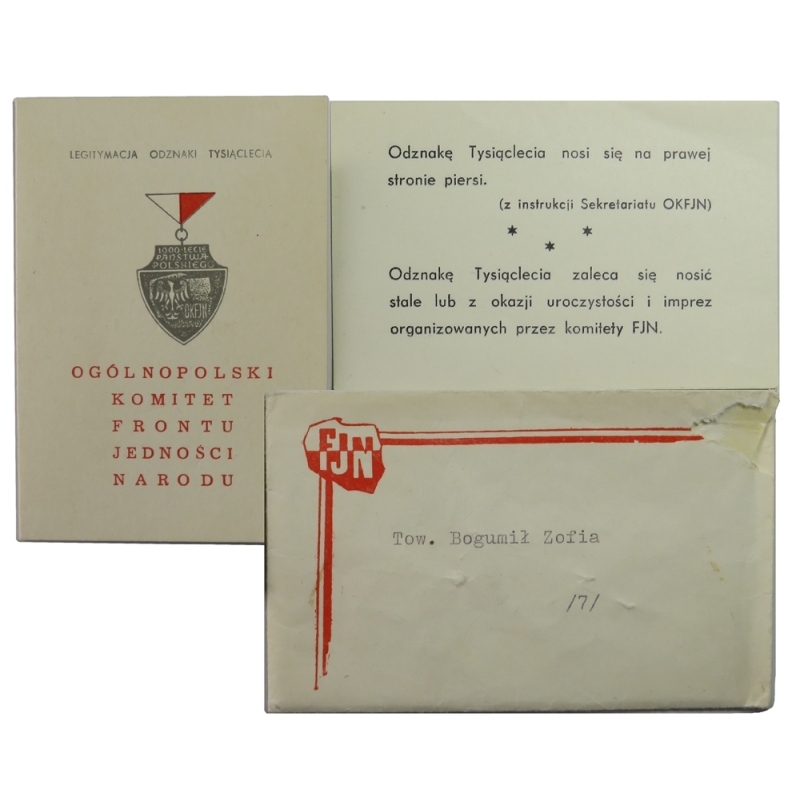 LEGITYMACJA ODZNAKI TYSIĄCLECIA
1000-LECIE
PAŃSTWA
POLSKIEGO
OKFJN
OGÓLNOPOLSKI
KOMITET
FRONTU
JEDNOŚCI
NARODU
Odznakę Tysiąclecia nosi się na prawej
stronie piersi.
(z instrukcji Sekretariatu OKFJN)
* *
*
Odznakę Tysiąclecia zaleca się nosić
stale lub z okazji uroczystości i imprez
organizowanych przez komitety FJN.
FJN
Tow. Bogumił Zofia
/7/